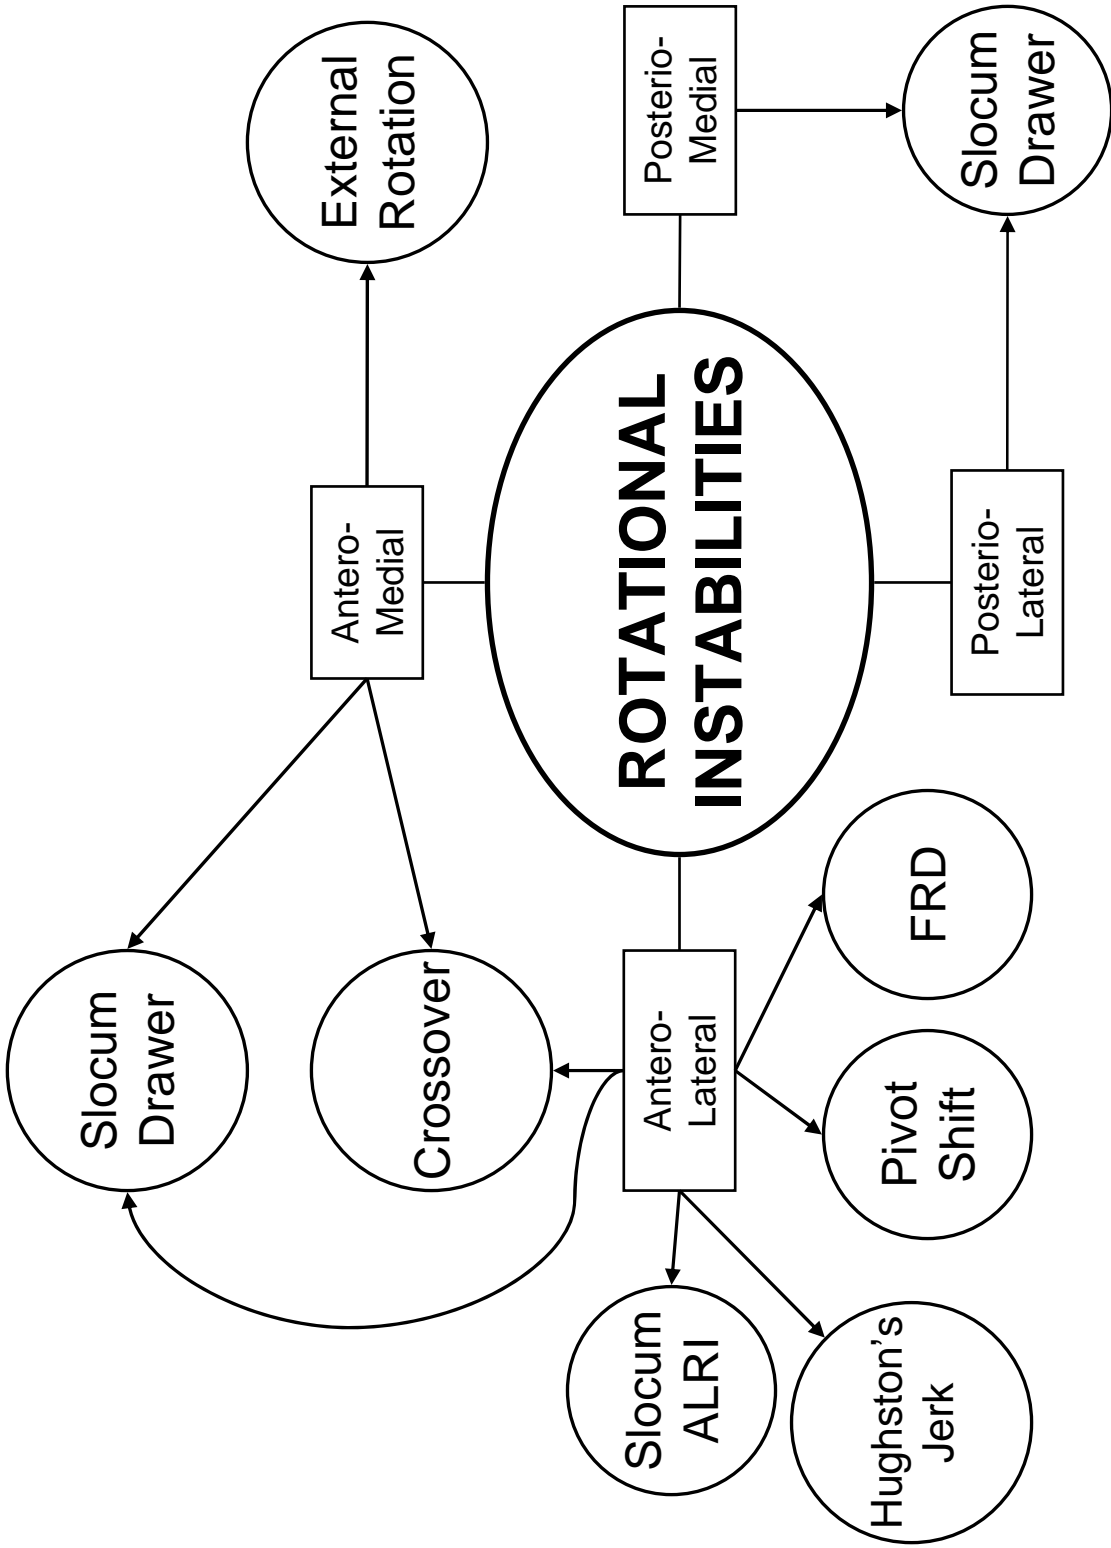 Slocum
Drawer
Antero-
Medial
External
Rotation
Crossover
Slocum
ALRI
Antero-
Lateral
ROTATIONAL
INSTABILITIES
Posterio-
Medial
Hughston's
Jerk
Pivot
Shift
FRD
Posterio-
Lateral
Slocum
Drawer